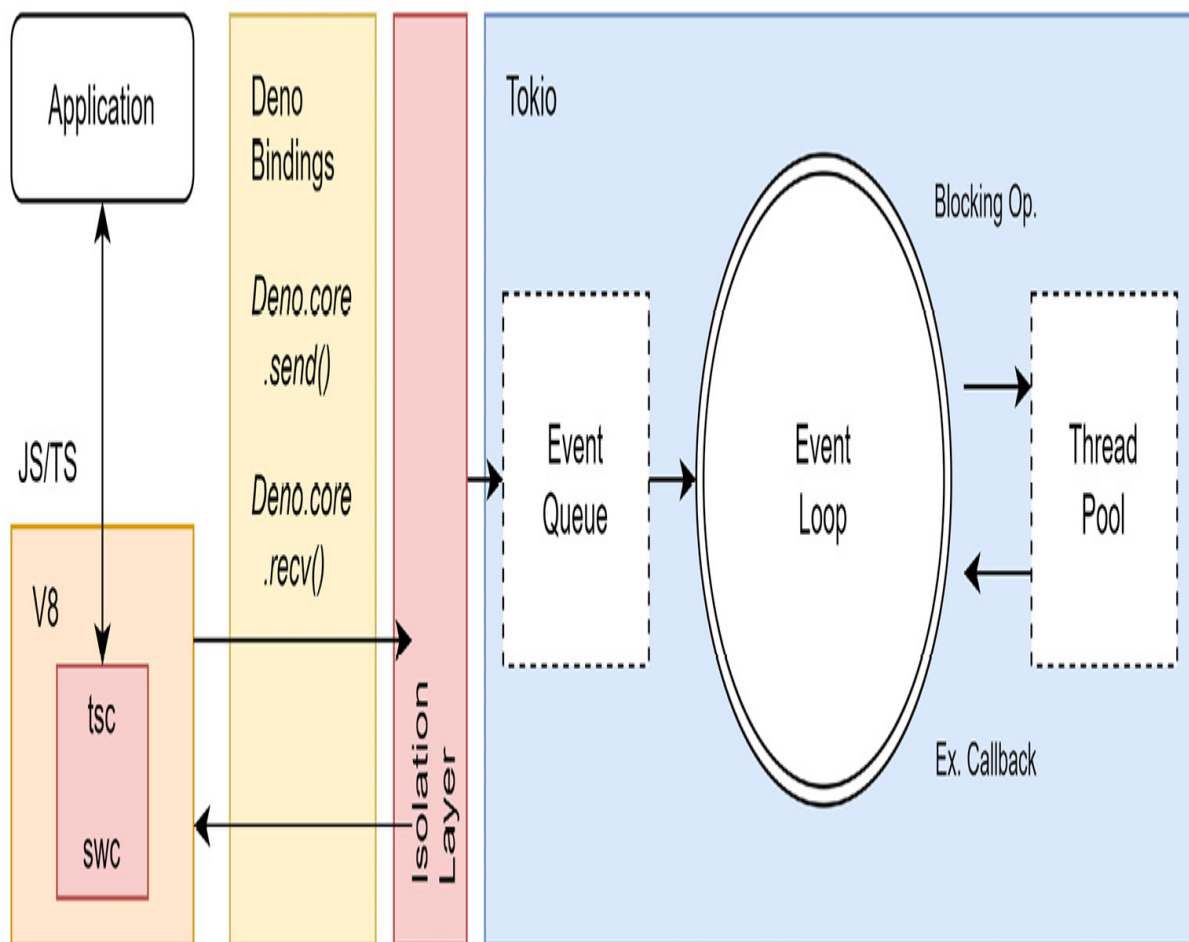 Application
JS/TS
V8
tsc
swc
Deno
Bindings
Deno.core
.send()
Deno.core
.recv()
Isolation
Layer
Tokio
Event
Queue
Event
Loop
Blocking Op.
Thread
Pool
Ex. Callback